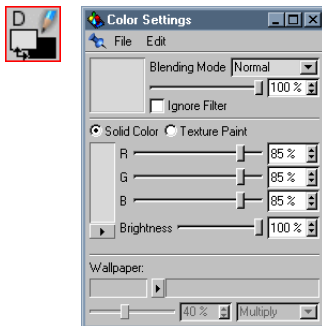 D
Color Settings
File Edit
Blending Mode Normal
100 %
Ignore Filter
Solid Color Texture Paint
R 85 %
G 85 %
B 85 %
Brightness 100 %
Wallpaper:
40 % Multiply